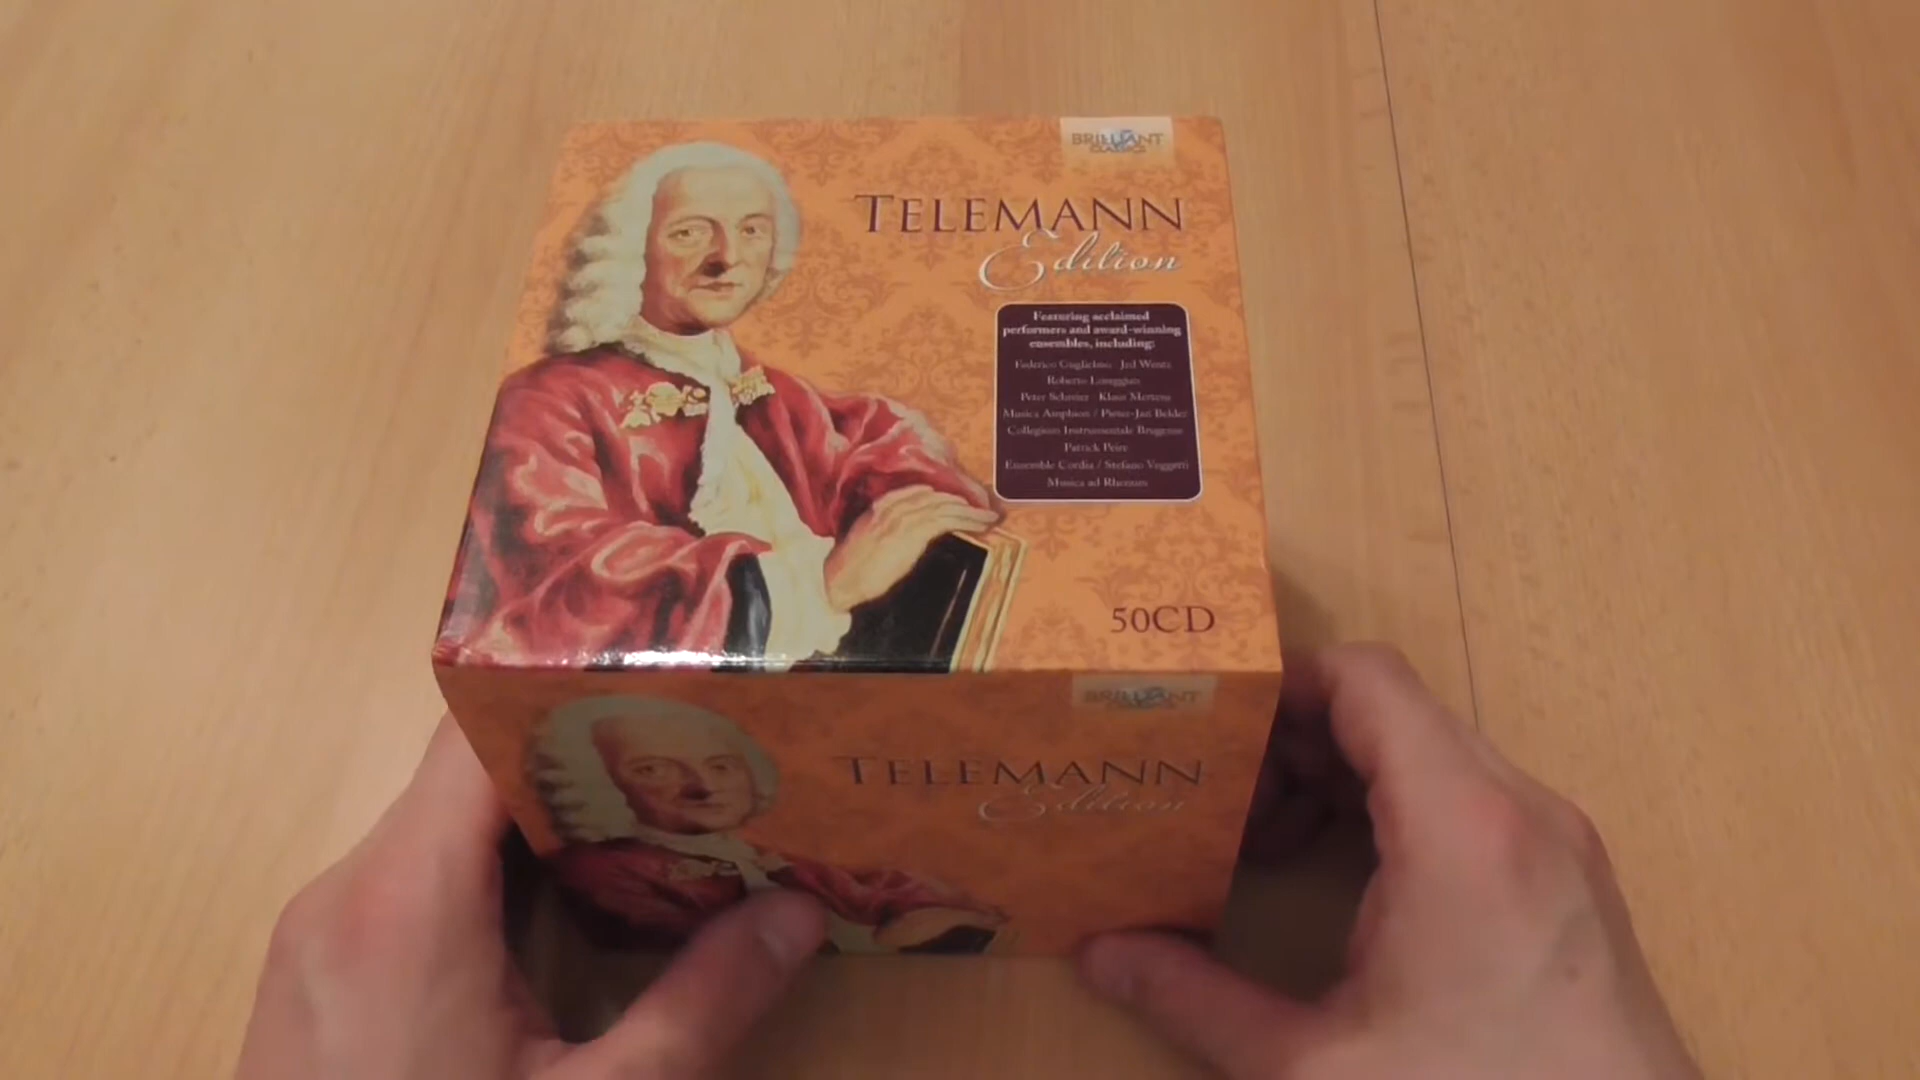 BRILLIANT
CLASSICS
TELEMANN
Edition
Featuring acclaimed
performers and award-winning
ensembles, including:
Federico Guglielmo Jed Wentz
Roberto Loreggian
Peter Schreier Klaus Mertens
Musica Amphion / Pieter-Jan Belder
Collegium Instrumentale Brugense
Patrick Peire
Ensemble Cordia / Stefano Veggetti
Musica ad Rhenum
50CD
BRILLIANT
TELEMANN
Edition